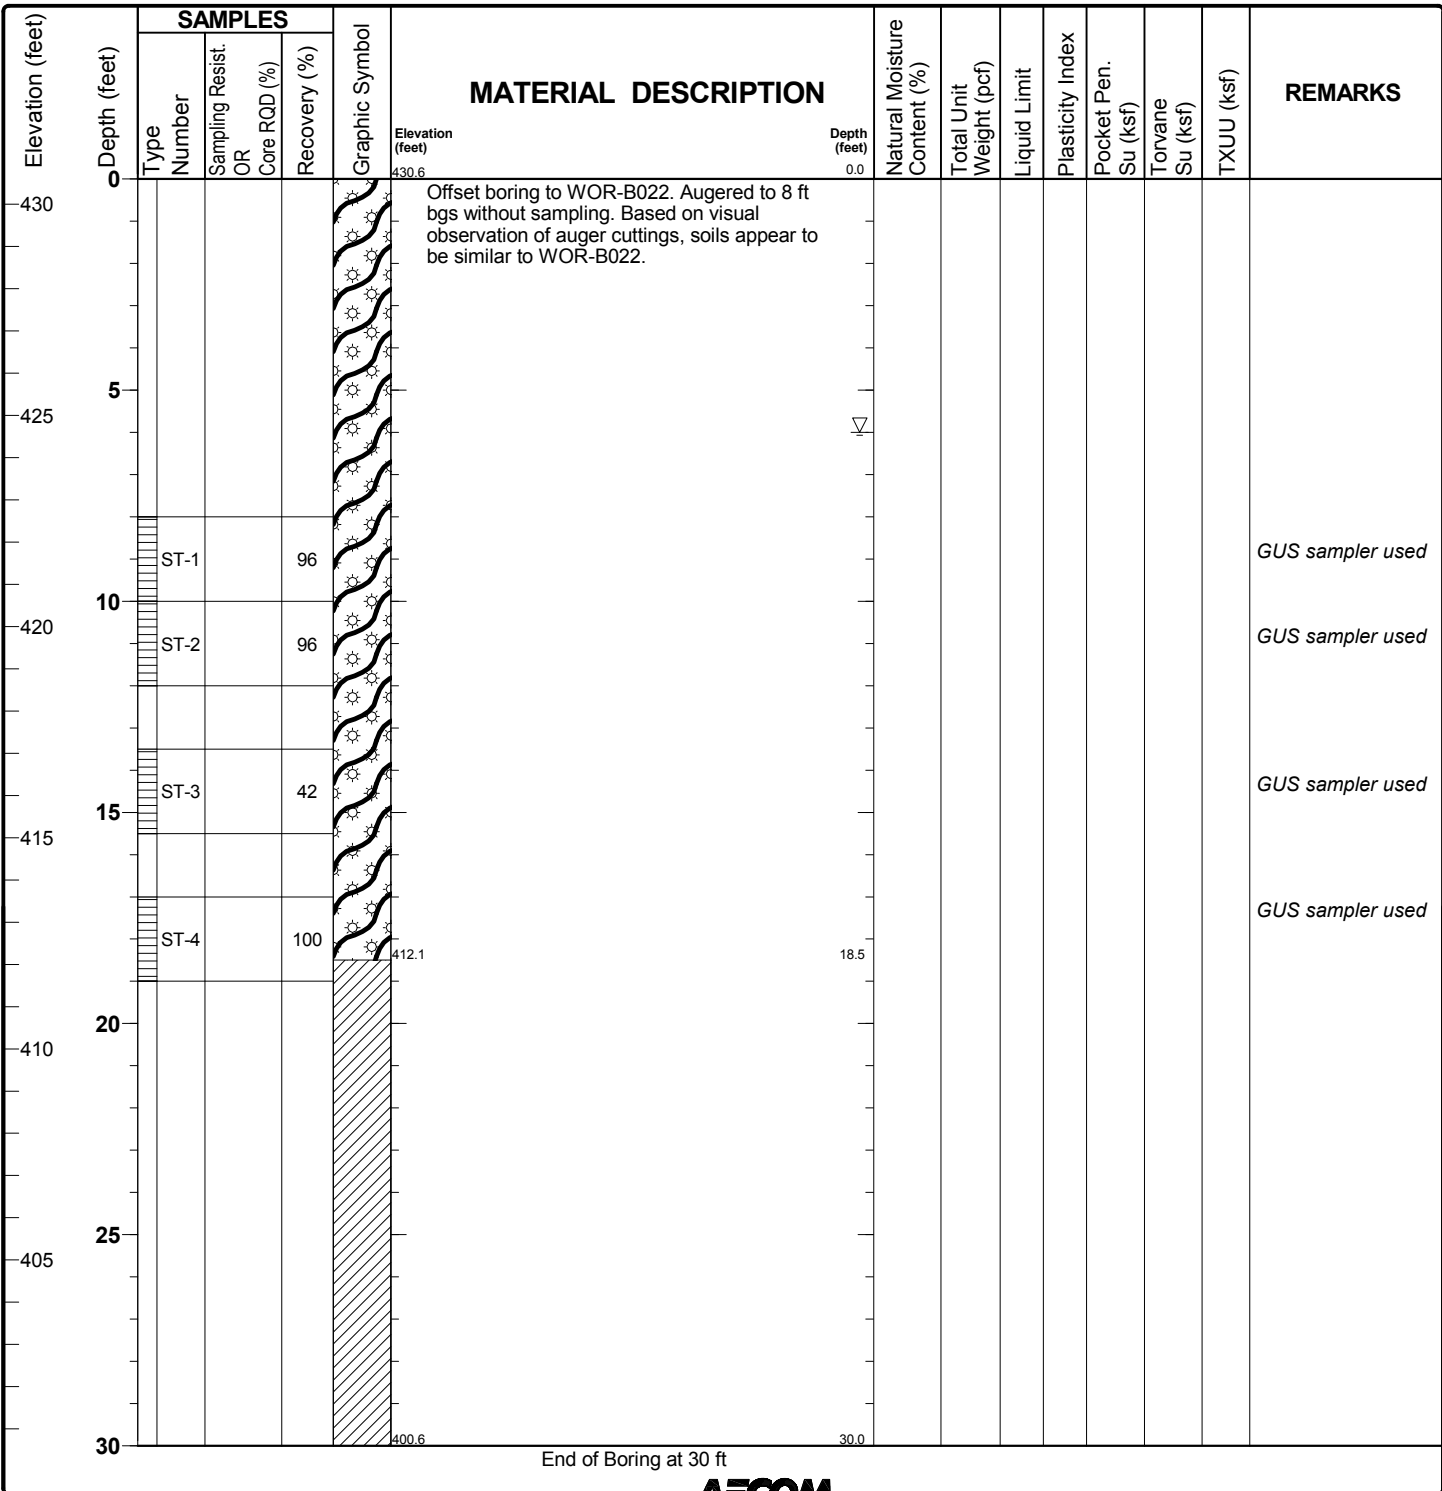 SAMPLES
Elevation (feet)
Depth (feet)
Type
Number
Sampling Resist.
OR
Core RQD (%)
Recovery (%)
Graphic Symbol
MATERIAL DESCRIPTION
Elevation
(feet)
Depth
(feet)
Natural Moisture
Content (%)
Total Unit
Weight (pcf)
Liquid Limit
Plasticity Index
Pocket Pen.
Su (ksf)
Torvane
Su (ksf)
TXUU (ksf)
REMARKS
430.6
0.0
0
430
Offset boring to WOR-B022. Augered to 8 ft
bgs without sampling. Based on visual
observation of auger cuttings, soils appear to
be similar to WOR-B022.
5
425
ST-1
96
GUS sampler used
10
420
ST-2
96
GUS sampler used
ST-3
42
GUS sampler used
15
415
ST-4
100
GUS sampler used
412.1
18.5
20
410
25
405
30
400.6
30.0
End of Boring at 30 ft
AECOM